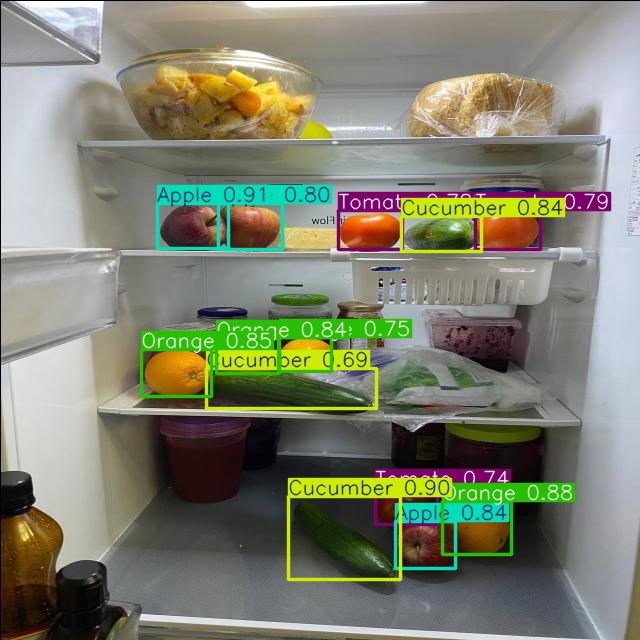 Apple 0.91: 0.80
Tomat 0.79
Cucumber 0.84
Flow
Orange 0.84: 0.75
Orange 0.85
Cucumber 0.69
Tomato 0.74
Cucumber 0.90
Orange 0.88
Apple 0.84